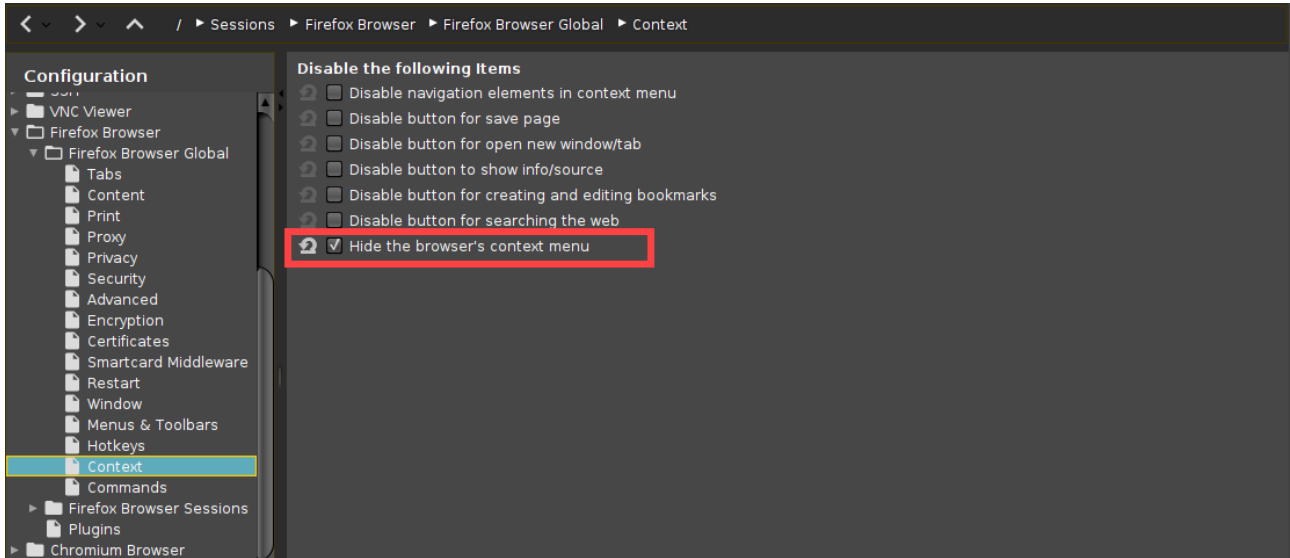 / Sessions Firefox Browser Firefox Browser Global Context
Configuration
VNC Viewer
Firefox Browser
Firefox Browser Global
Tabs
Content
Print
Proxy
Privacy
Security
Advanced
Encryption
Certificates
Smartcard Middleware
Restart
Window
Menus & Toolbars
Hotkeys
Context
Commands
Firefox Browser Sessions
Plugins
Chromium Browser
Disable the following Items
Disable navigation elements in context menu
Disable button for save page
Disable button for open new window/tab
Disable button to show info/source
Disable button for creating and editing bookmarks
Disable button for searching the web
Hide the browser's context menu